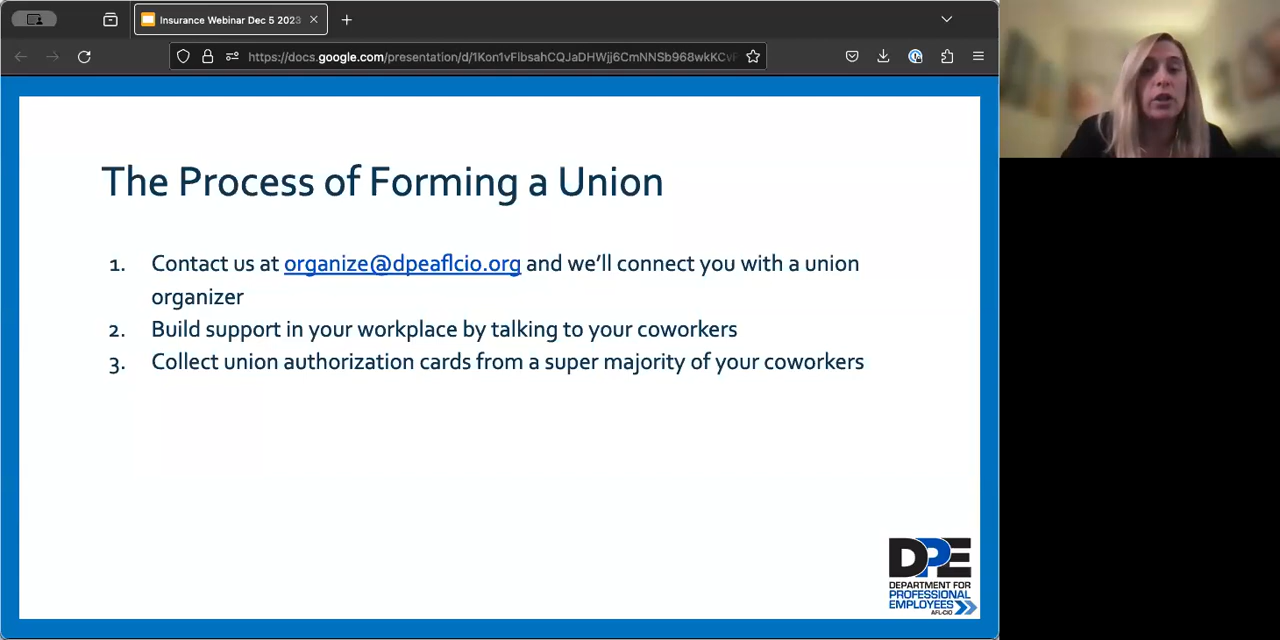 Insurance Webinar Dec 5 2023
https://docs.google.com/presentation/d/1Kon1vFlbsahCQJaDHWjj6CmNNSb968wkKCvF
The Process of Forming a Union
1. Contact us at organize@dpeaflcio.org and we'll connect you with a union
organizer
2. Build support in your workplace by talking to your coworkers
3. Collect union authorization cards from a super majority of your coworkers
DPE
DEPARTMENT FOR
PROFESSIONAL
EMPLOYEES
AFL-CIO